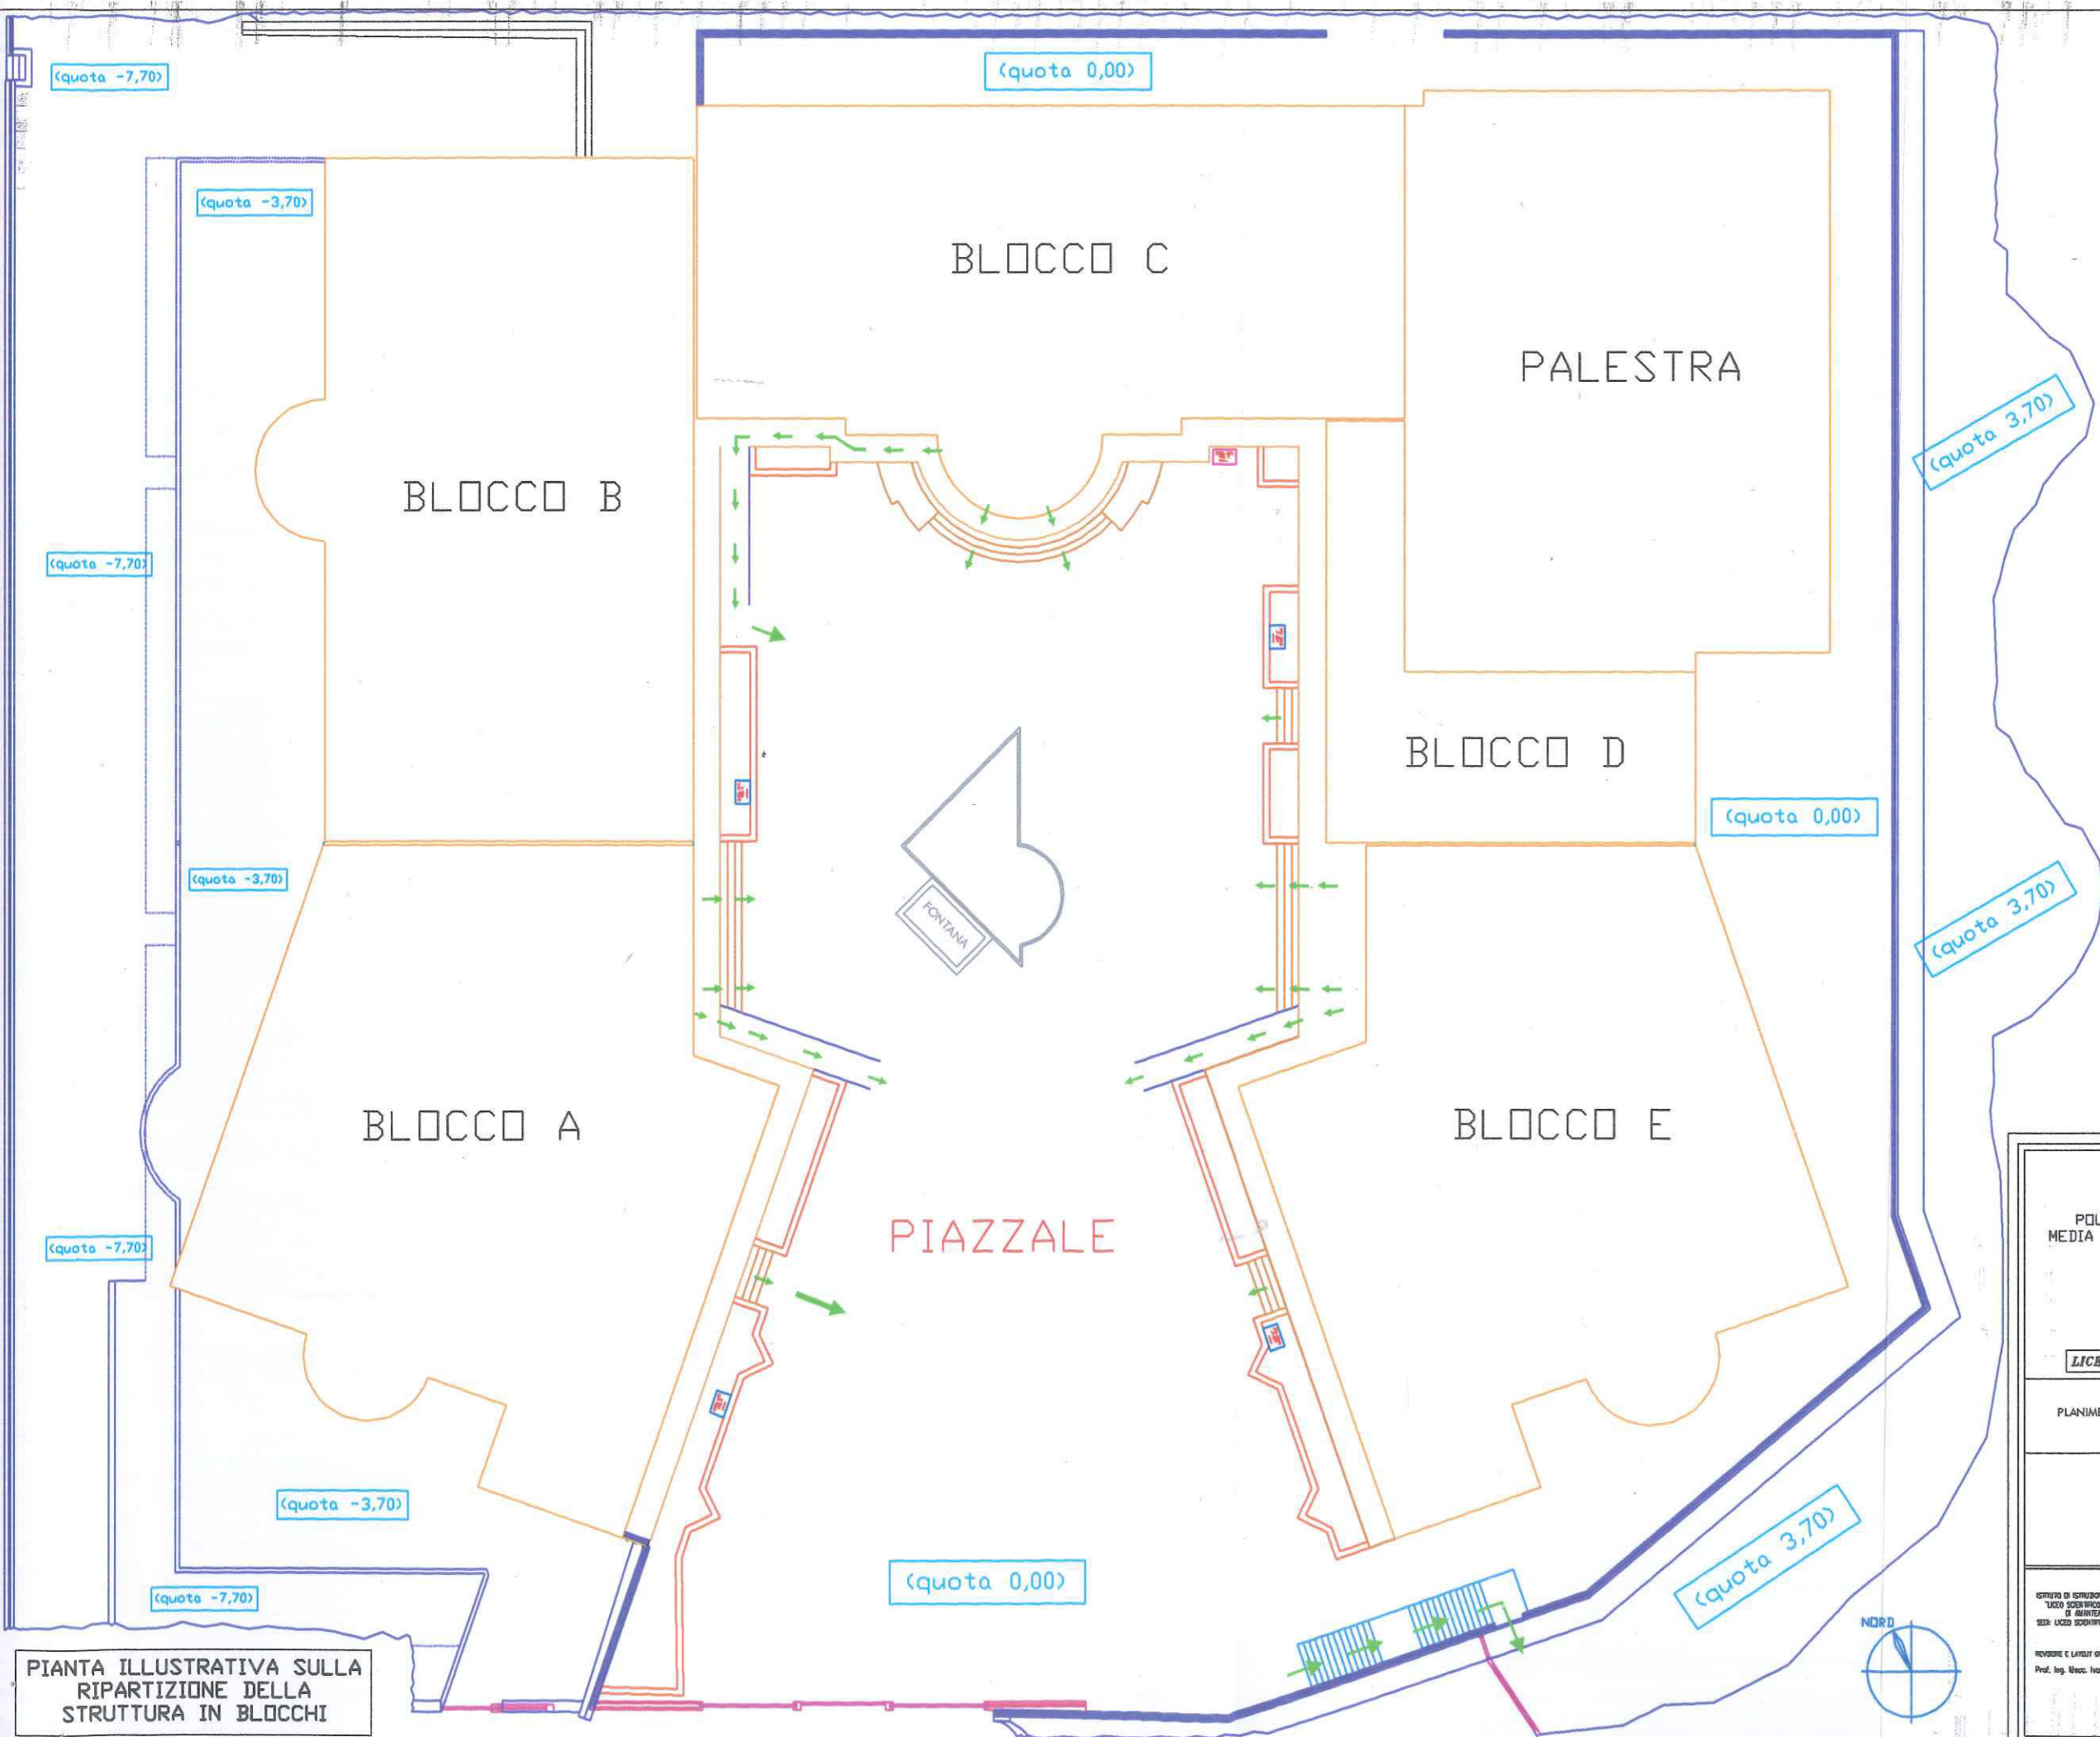 (quota -7,70)
(quota 0,00)
(quota -3,70)
BLOCCO C
PALESTRA
(quota 3,70)
BLOCCO B
(quota -7,70)
BLOCCO D
(quota 0,00)
(quota -3,70)
FONTANA
(quota 3,70)
BLOCCO A
BLOCCO E
PIAZZALE
(quota -7,70)
MEDIA
PLANIM
(quota -3,70)
(quota 0,00)
(quota 3,70)
(quota -7,70)
NORD
PIANTA ILLUSTRATIVA SULLA
RIPARTIZIONE DELLA
STRUTTURA IN BLOCCHI